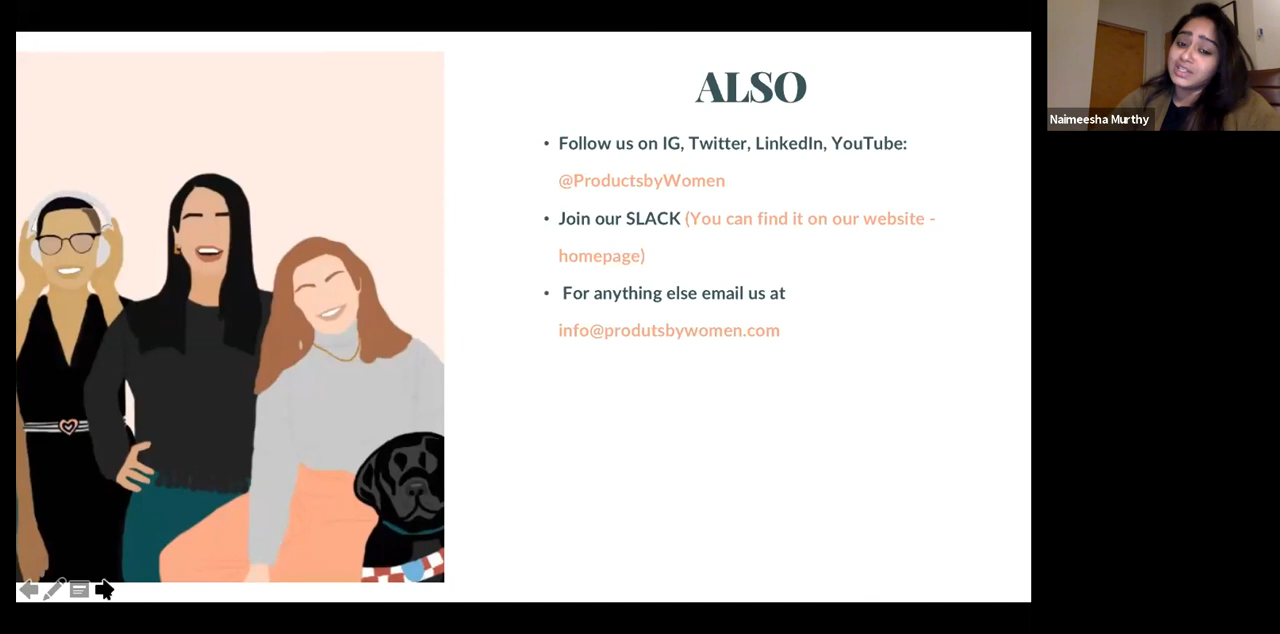 ALSO
• Follow us on IG, Twitter, LinkedIn, YouTube:
@ProductsbyWomen
• Join our SLACK (You can find it on our website -
homepage)
• For anything else email us at
info@produtsbywomen.com
Naimeesha Murthy